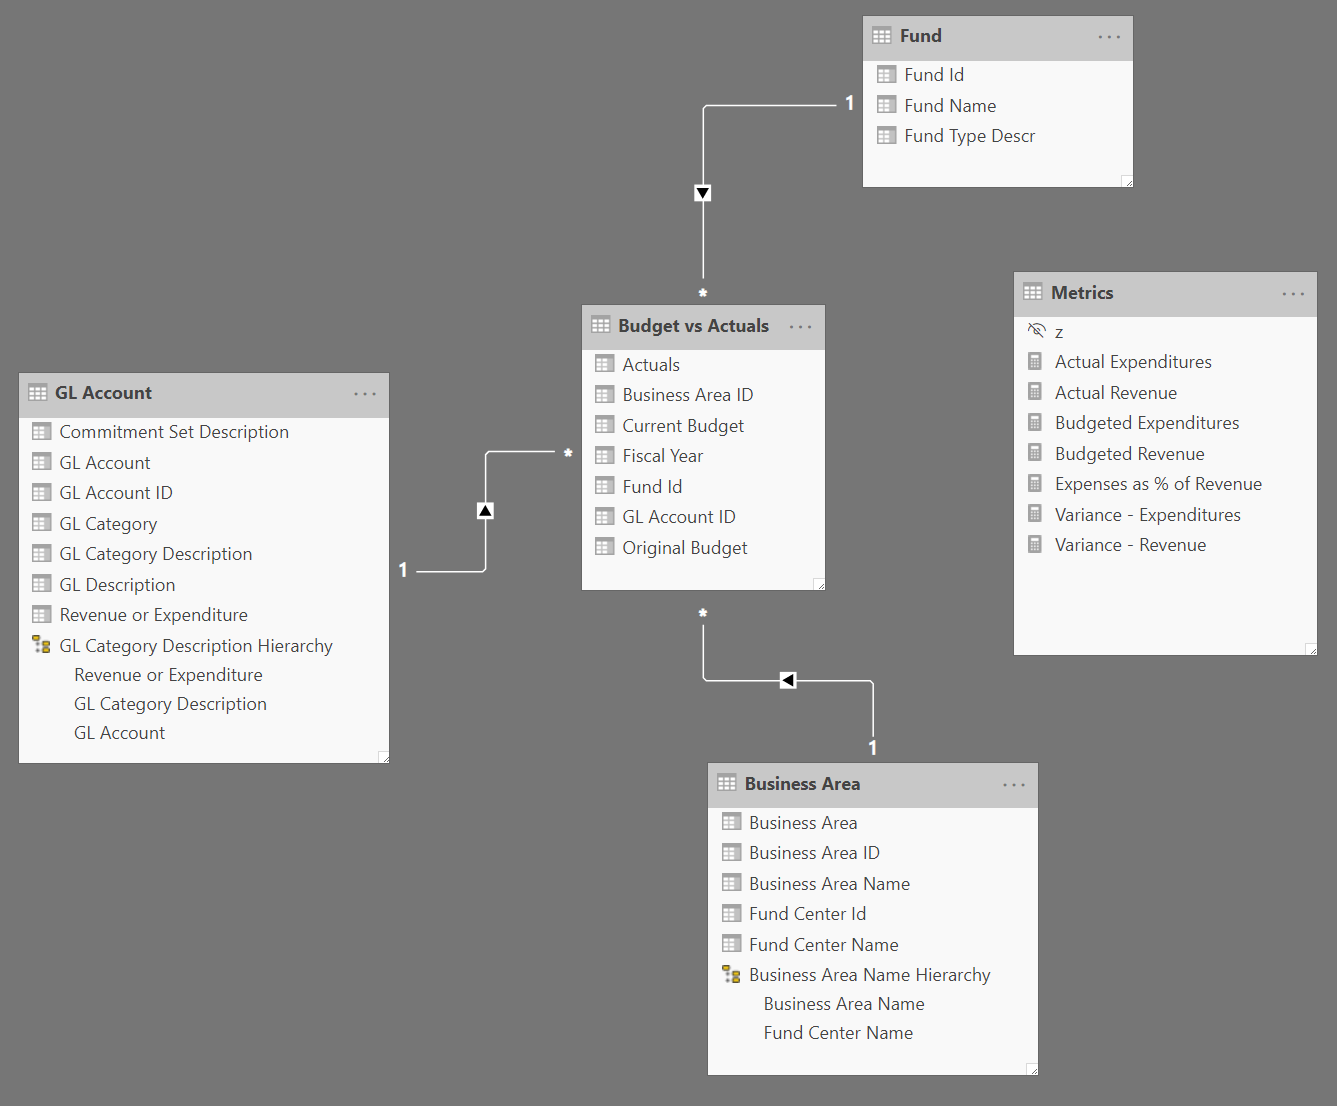 Fund
Fund Id
Fund Name
Fund Type Descr
1
*
Metrics
z
Actual Expenditures
Actual Revenue
Budgeted Expenditures
Budgeted Revenue
Expenses as % of Revenue
Variance - Expenditures
Variance - Revenue
Budget vs Actuals
Actuals
Business Area ID
Current Budget
Fiscal Year
Fund Id
GL Account ID
Original Budget
GL Account
Commitment Set Description
GL Account
GL Account ID
GL Category
GL Category Description
GL Description
Revenue or Expenditure
GL Category Description Hierarchy
Revenue or Expenditure
GL Category Description
GL Account
1
*
*
1
Business Area
Business Area
Business Area ID
Business Area Name
Fund Center Id
Fund Center Name
Business Area Name Hierarchy
Business Area Name
Fund Center Name